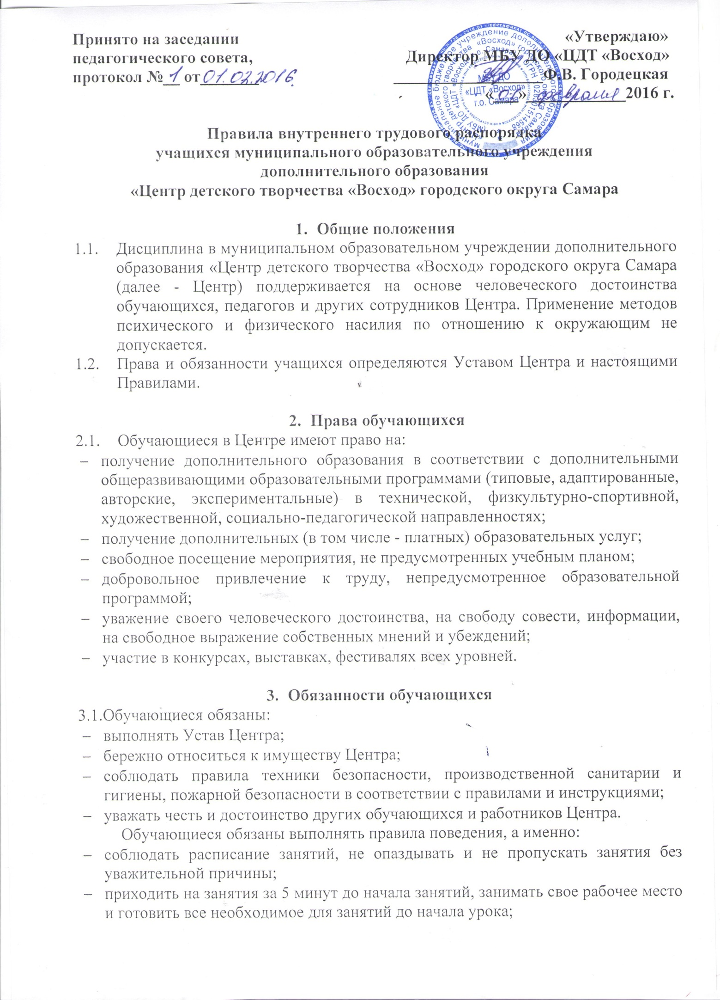 Принято на заседании
педагогического совета,
протокол № 1 от 01.02.2016
«Утверждаю»
Директор МБУ ДО «ЦДТ «Восход»
Ф.В. Городецкая
«01» февраля 2016 г.
МБУ ДО
«ЦДТ «Восход»
г.о. Самара
Правила внутреннего трудового распорядка
учащихся муниципального образовательного учреждения
дополнительного образования
«Центр детского творчества «Восход» городского округа Самара
1. Общие положения
1.1. Дисциплина в муниципальном образовательном учреждении дополнительного
образования «Центр детского творчества «Восход» городского округа Самара
(далее - Центр) поддерживается на основе человеческого достоинства
обучающихся, педагогов и других сотрудников Центра. Применение методов
психического и физического насилия по отношению к окружающим не
допускается.
1.2. Права и обязанности учащихся определяются Уставом Центра и настоящими
Правилами.
2. Права обучающихся
2.1. Обучающиеся в Центре имеют право на:
– получение дополнительного образования в соответствии с дополнительными
общеразвивающими образовательными программами (типовые, адаптированные,
авторские, экспериментальные) в технической, физкультурно-спортивной,
художественной, социально-педагогической направленностях;
– получение дополнительных (в том числе - платных) образовательных услуг;
– свободное посещение мероприятия, не предусмотренных учебным планом;
– добровольное привлечение к труду, непредусмотренное образовательной
программой;
– уважение своего человеческого достоинства, на свободу совести, информации,
на свободное выражение собственных мнений и убеждений;
– участие в конкурсах, выставках, фестивалях всех уровней.
3. Обязанности обучающихся
3.1.Обучающиеся обязаны:
– выполнять Устав Центра;
– бережно относиться к имуществу Центра;
– соблюдать правила техники безопасности, производственной санитарии и
гигиены, пожарной безопасности в соответствии с правилами и инструкциями;
– уважать честь и достоинство других обучающихся и работников Центра.
Обучающиеся обязаны выполнять правила поведения, а именно:
– соблюдать расписание занятий, не опаздывать и не пропускать занятия без
уважительной причины;
– приходить на занятия за 5 минут до начала занятий, занимать свое рабочее место
и готовить все необходимое для занятий до начала урока;